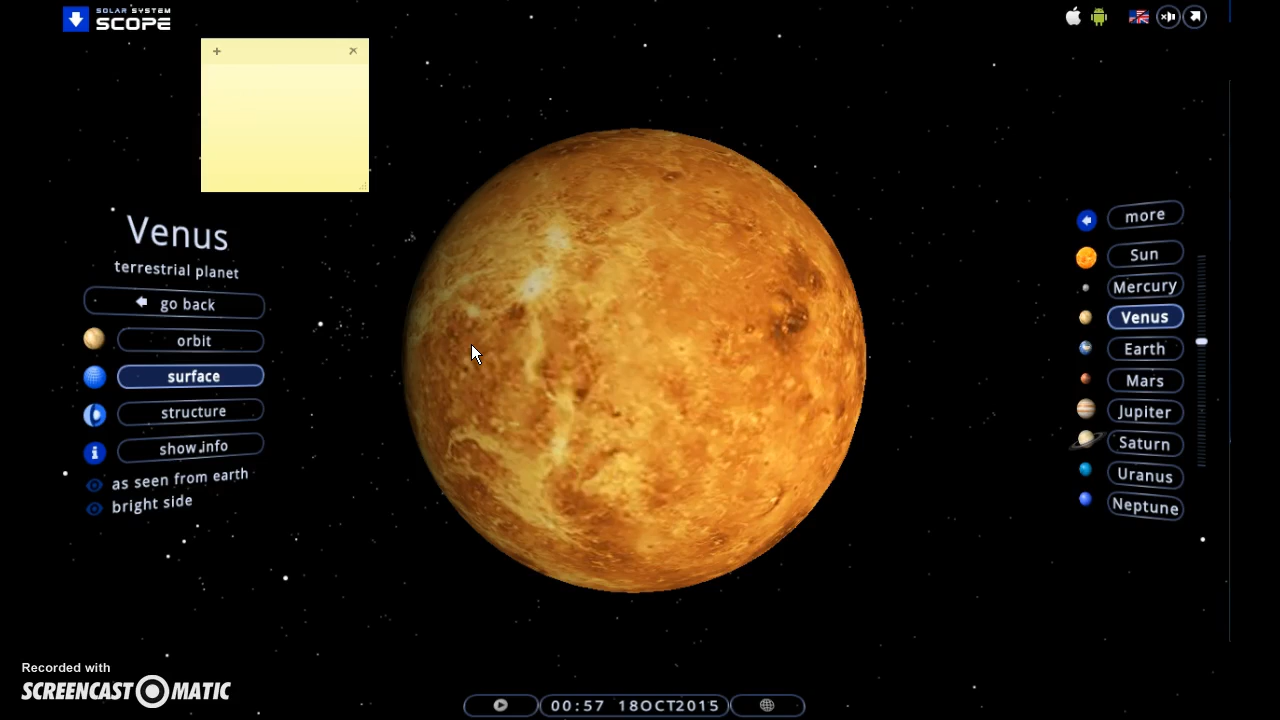 SOLAR SYSTEM
SCOPE
Venus
terrestrial planet
go back
orbit
surface
structure
show info
as seen from earth
bright side
more
Sun
Mercury
Venus
Earth
Mars
Jupiter
Saturn
Uranus
Neptune
Recorded with
SCREENCAST O MATIC
00:57 18OCT2015